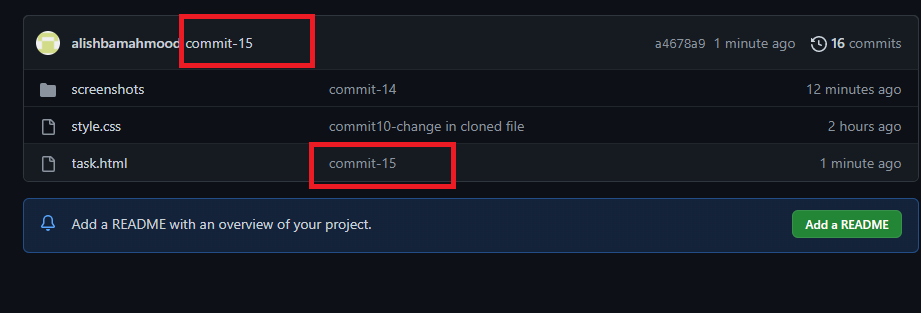 alishbamahmood commit-15 a4678a9 1 minute ago 16 commits
screenshots commit-14 12 minutes ago
style.css commit10-change in cloned file 2 hours ago
task.html commit-15 1 minute ago
Add a README with an overview of your project. Add a README